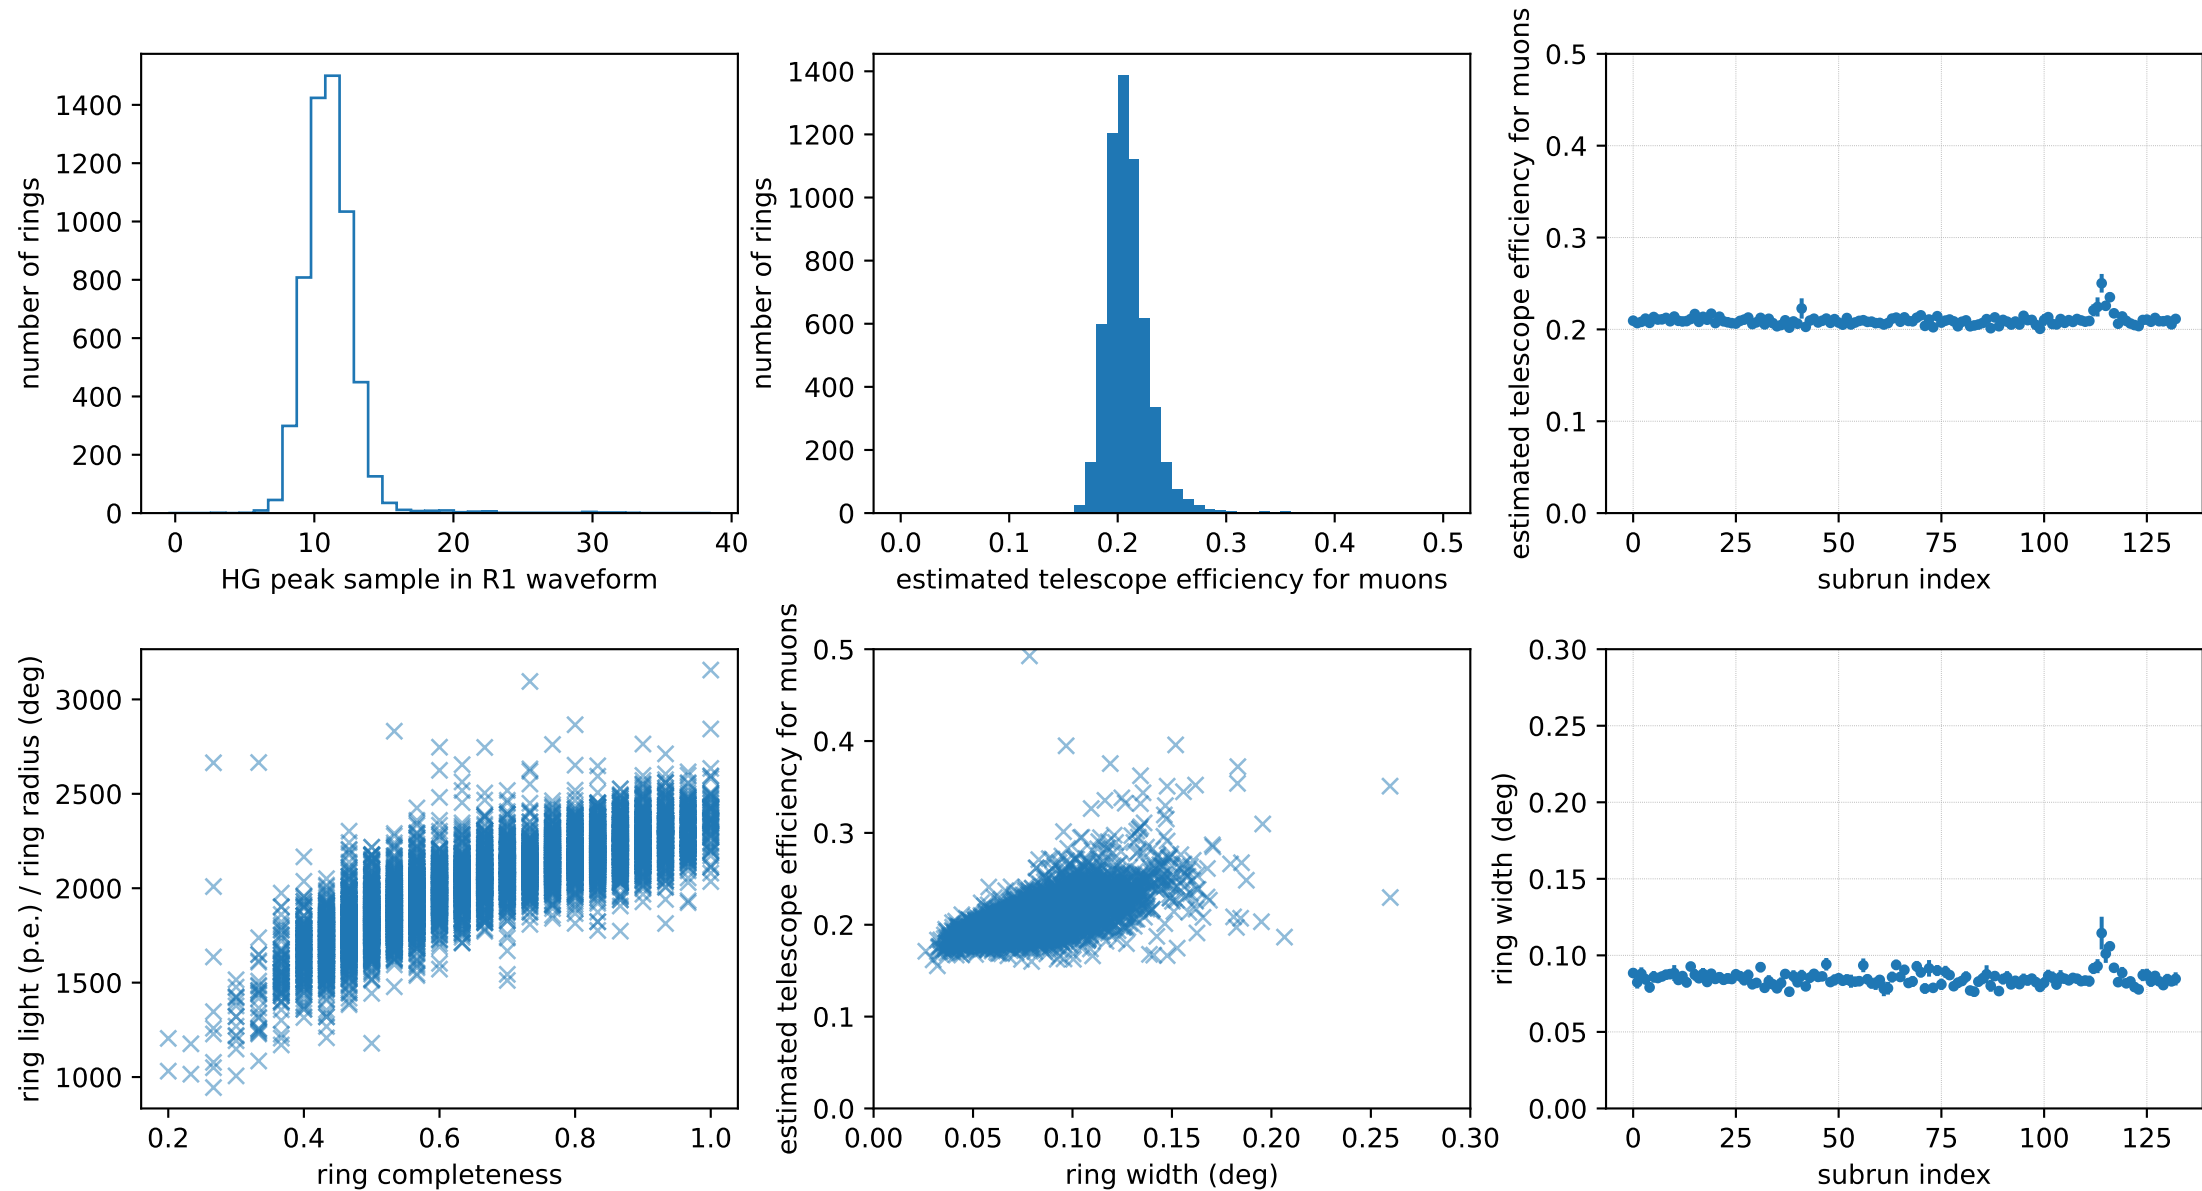 number of rings
1400
1200
1000
800
600
400
200
0
0 10 20 30 40
HG peak sample in R1 waveform
number of rings
1400
1200
1000
800
600
400
200
0
0.0 0.1 0.2 0.3 0.4 0.5
estimated telescope efficiency for muons
estimated telescope efficiency for muons
0.5
0.4
0.3
0.2
0.1
0.0
0 25 50 75 100 125
subrun index
ring light (p.e.) / ring radius (deg)
3000
2500
2000
1500
1000
0.2 0.4 0.6 0.8 1.0
ring completeness
estimated telescope efficiency for muons
0.5
0.4
0.3
0.2
0.1
0.0
0.00 0.05 0.10 0.15 0.20 0.25 0.30
ring width (deg)
ring width (deg)
0.30
0.25
0.20
0.15
0.10
0.05
0.00
0 25 50 75 100 125
subrun index